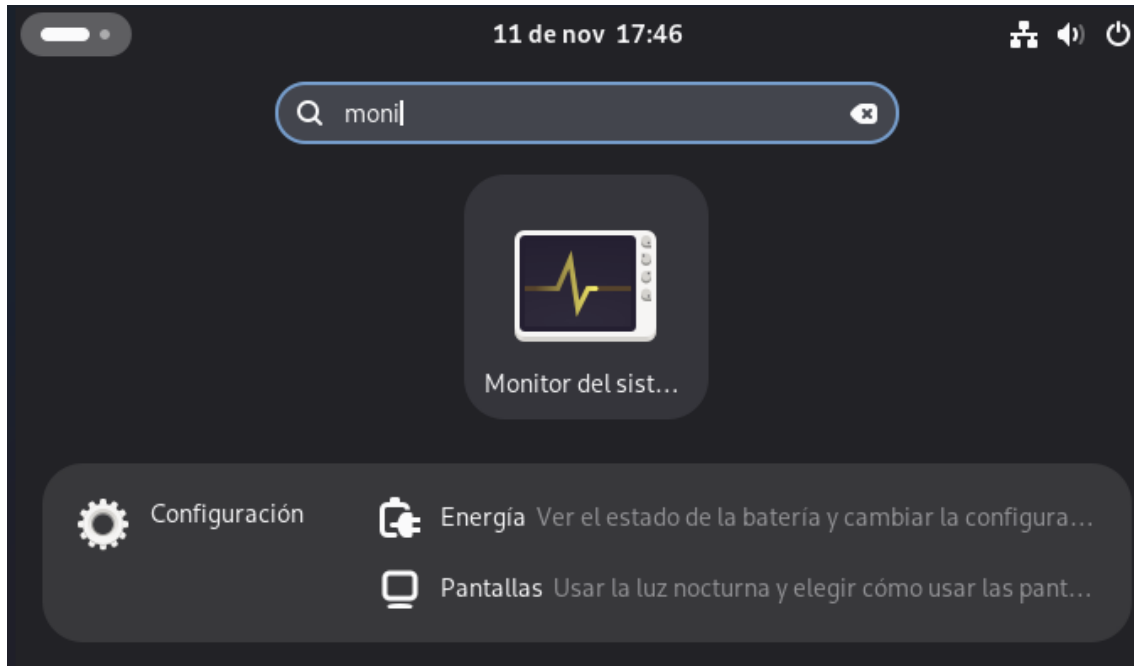 11 de nov 17:46
moni
Monitor del sist...
Configuración
Energía Ver el estado de la batería y cambiar la configura...
Pantallas Usar la luz nocturna y elegir cómo usar las pant...